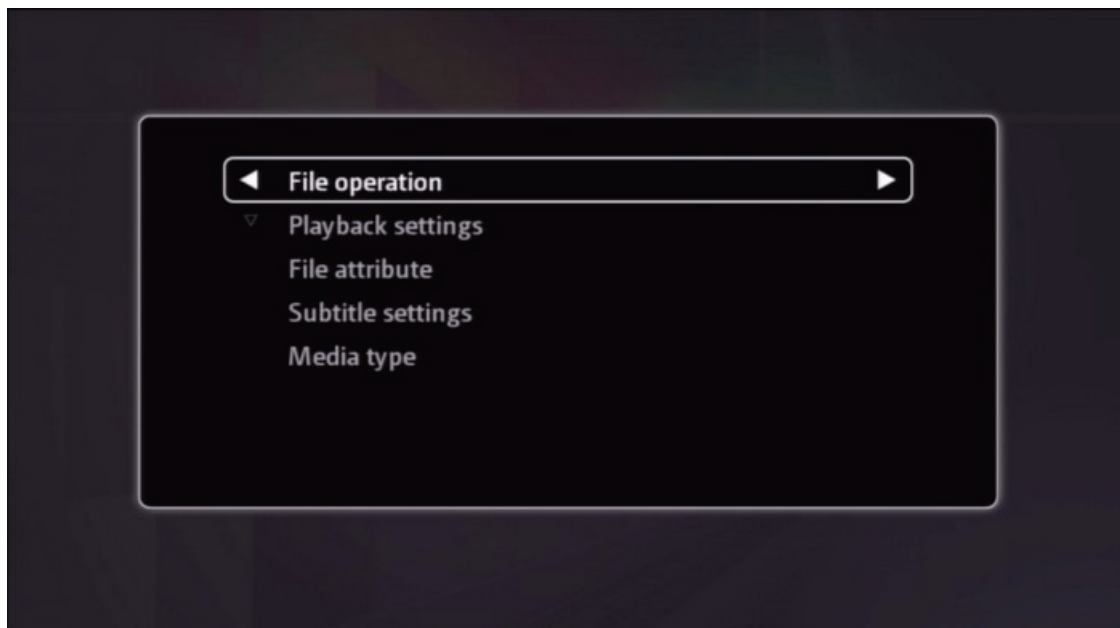 File operation
Playback settings
File attribute
Subtitle settings
Media type